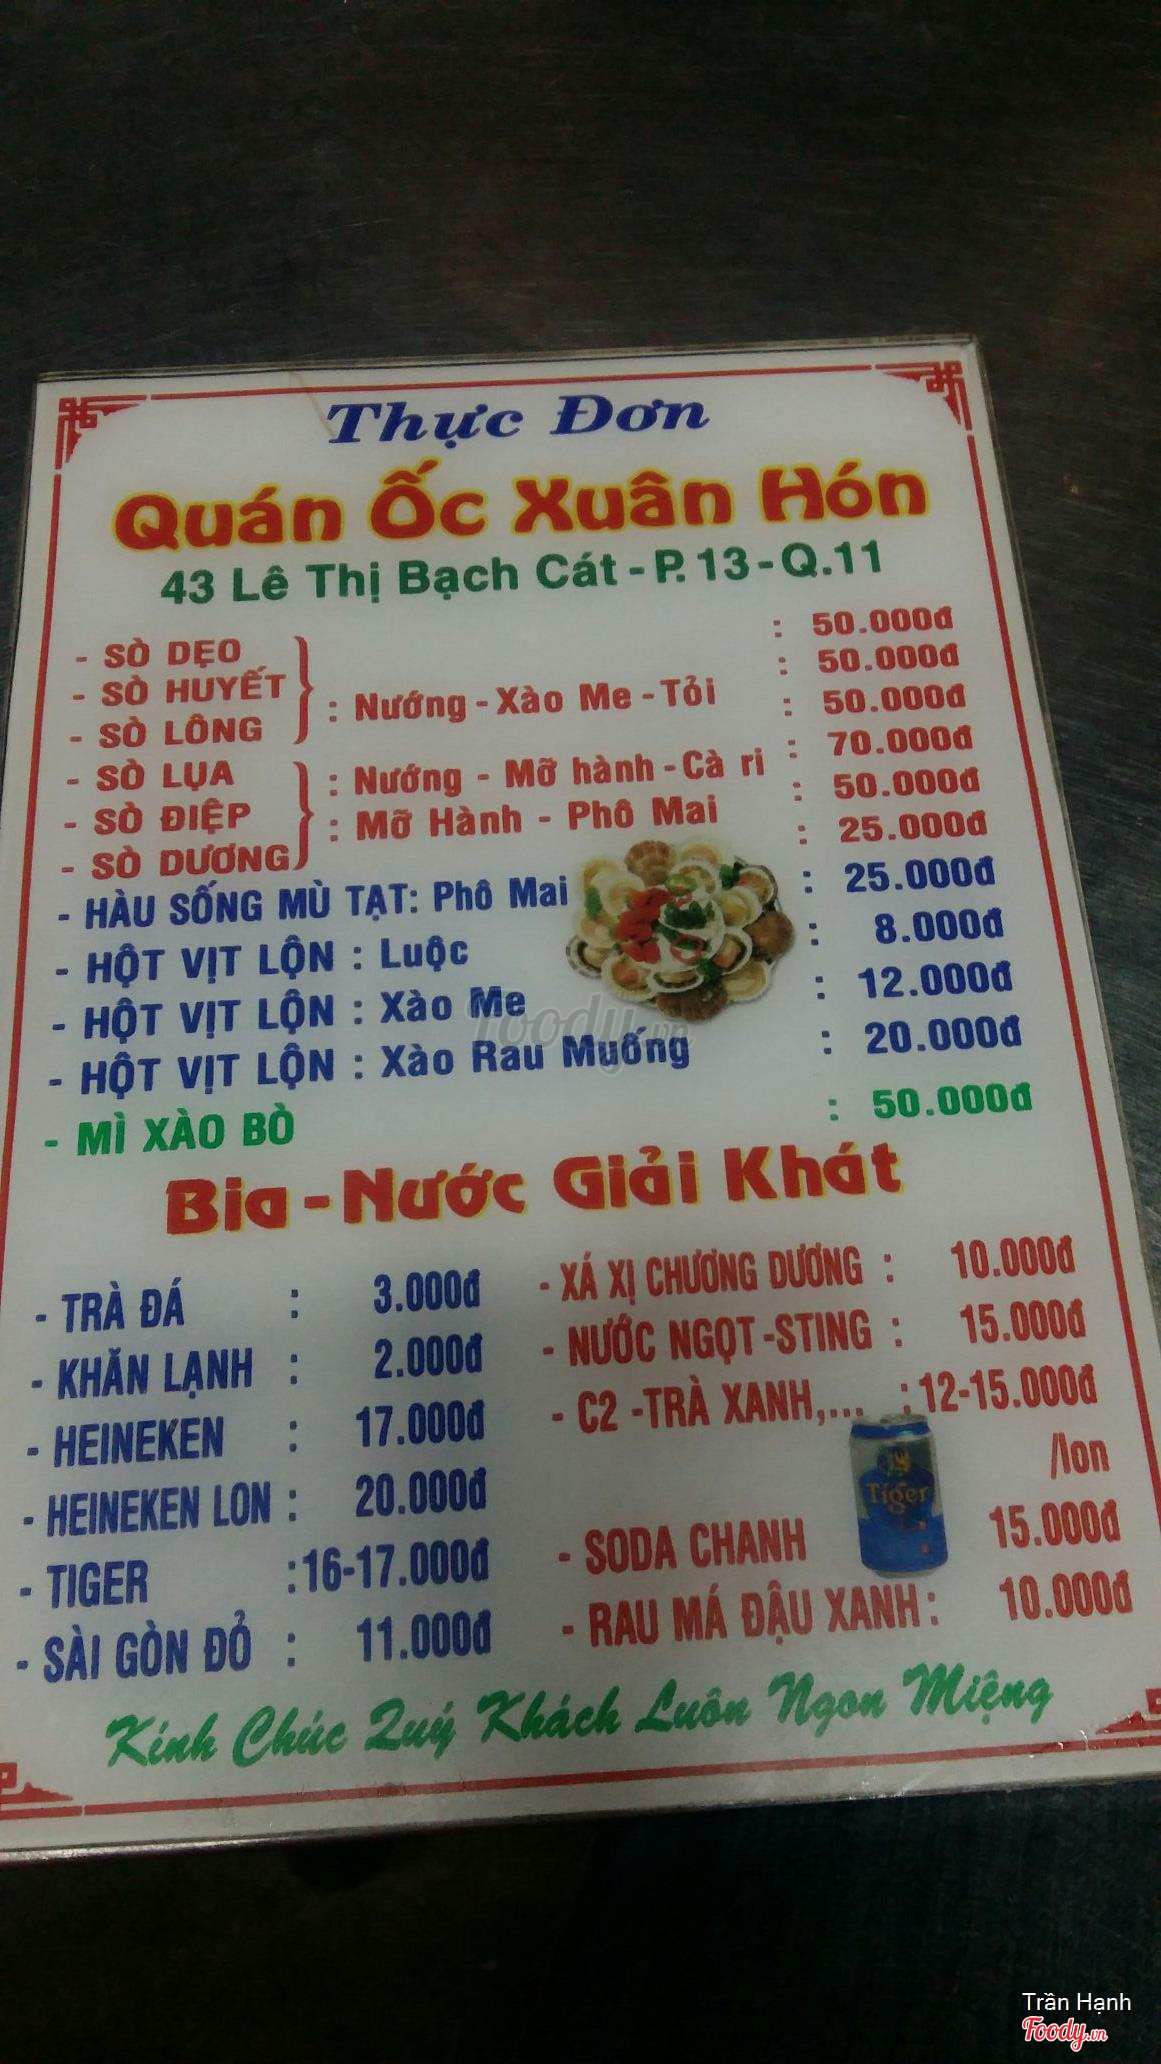 Thực Đơn
Quán Ốc Xuân Hón
43 Lê Thị Bạch Cát - P. 13 - Q.11
- SÒ DẸO : 50.000đ
- SÒ HUYẾT : Nướng - Xào Me - Tỏi : 50.000đ
- SÒ LÔNG : 50.000đ
- SÒ LỤA : Nướng - Mỡ hành - Cà ri : 70.000đ
- SÒ ĐIỆP : Mỡ Hành - Phô Mai : 50.000đ
- SÒ DƯƠNG : 25.000đ
- HÀU SỐNG MÙ TẠT: Phô Mai : 25.000đ
- HỘT VỊT LỘN : Luộc : 8.000đ
- HỘT VỊT LỘN : Xào Me : 12.000đ
- HỘT VỊT LỘN : Xào Rau Muống : 20.000đ
- MÌ XÀO BÒ : 50.000đ
Bia - Nước Giải Khát
- TRÀ ĐÁ : 3.000đ
- KHĂN LẠNH : 2.000đ
- HEINEKEN : 17.000đ
- HEINEKEN LON : 20.000đ
- TIGER :16-17.000đ
- SÀI GÒN ĐỎ : 11.000đ
- XÁ XỊ CHƯƠNG DƯƠNG : 10.000đ
- NƯỚC NGỌT -STING : 15.000đ
- C2 -TRÀ XANH,... : 12-15.000đ
/lon
Tiger
- SODA CHANH : 15.000đ
- RAU MÁ ĐẬU XANH : 10.000đ
Kính Chúc Quý Khách Luôn Ngon Miệng
Foody.vn
Trần Hạnh
Foody.vn